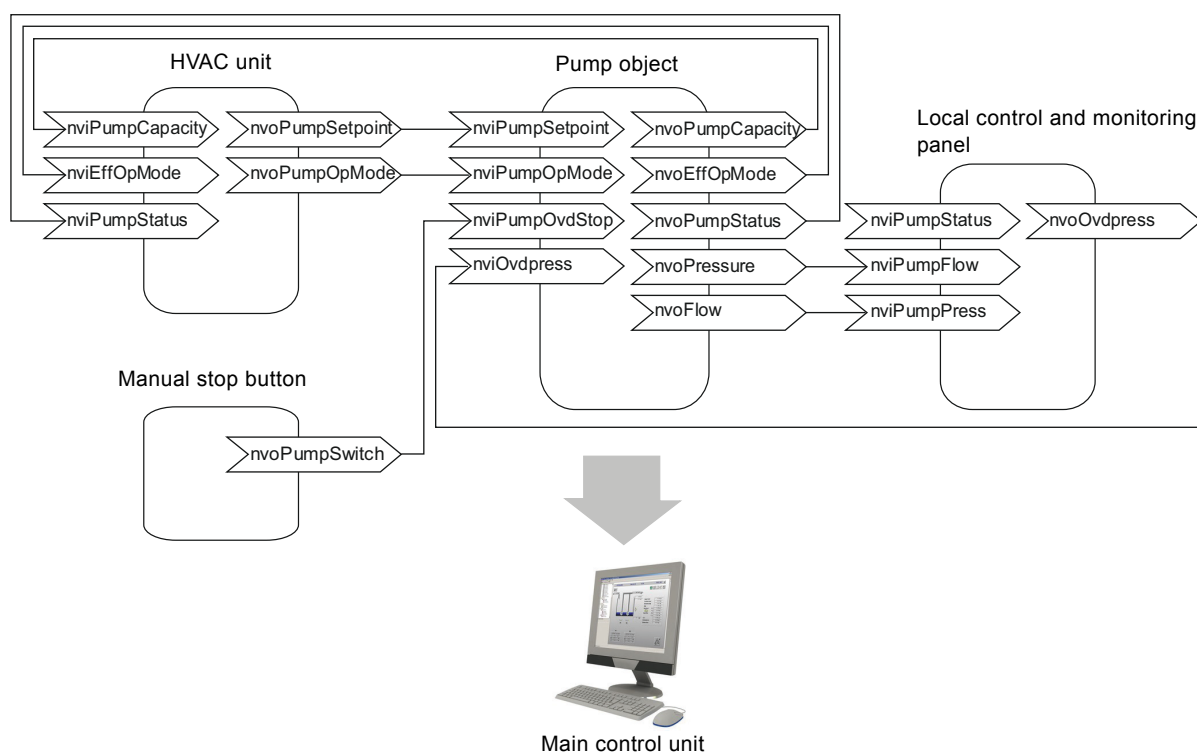 HVAC unit
nviPumpCapacity
nvoPumpSetpoint
nviEffOpMode
nvoPumpOpMode
nviPumpStatus
Pump object
nviPumpSetpoint
nvoPumpCapacity
nviPumpOpMode
nvoEffOpMode
nviPumpOvdStop
nvoPumpStatus
nviOvdpress
nvoPressure
nvoFlow
Local control and monitoring
panel
nviPumpStatus
nvoOvdpress
nviPumpFlow
nviPumpPress
Manual stop button
nvoPumpSwitch
Main control unit